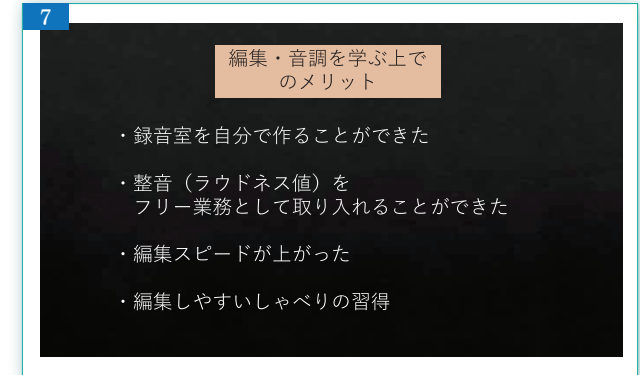 7
編集・音調を学ぶ上で
のメリット
・録音室を自分で作ることができた
・整音（ラウドネス値）を
フリー業務として取り入れることができた
・編集スピードが上がった
・編集しやすいしゃべりの習得